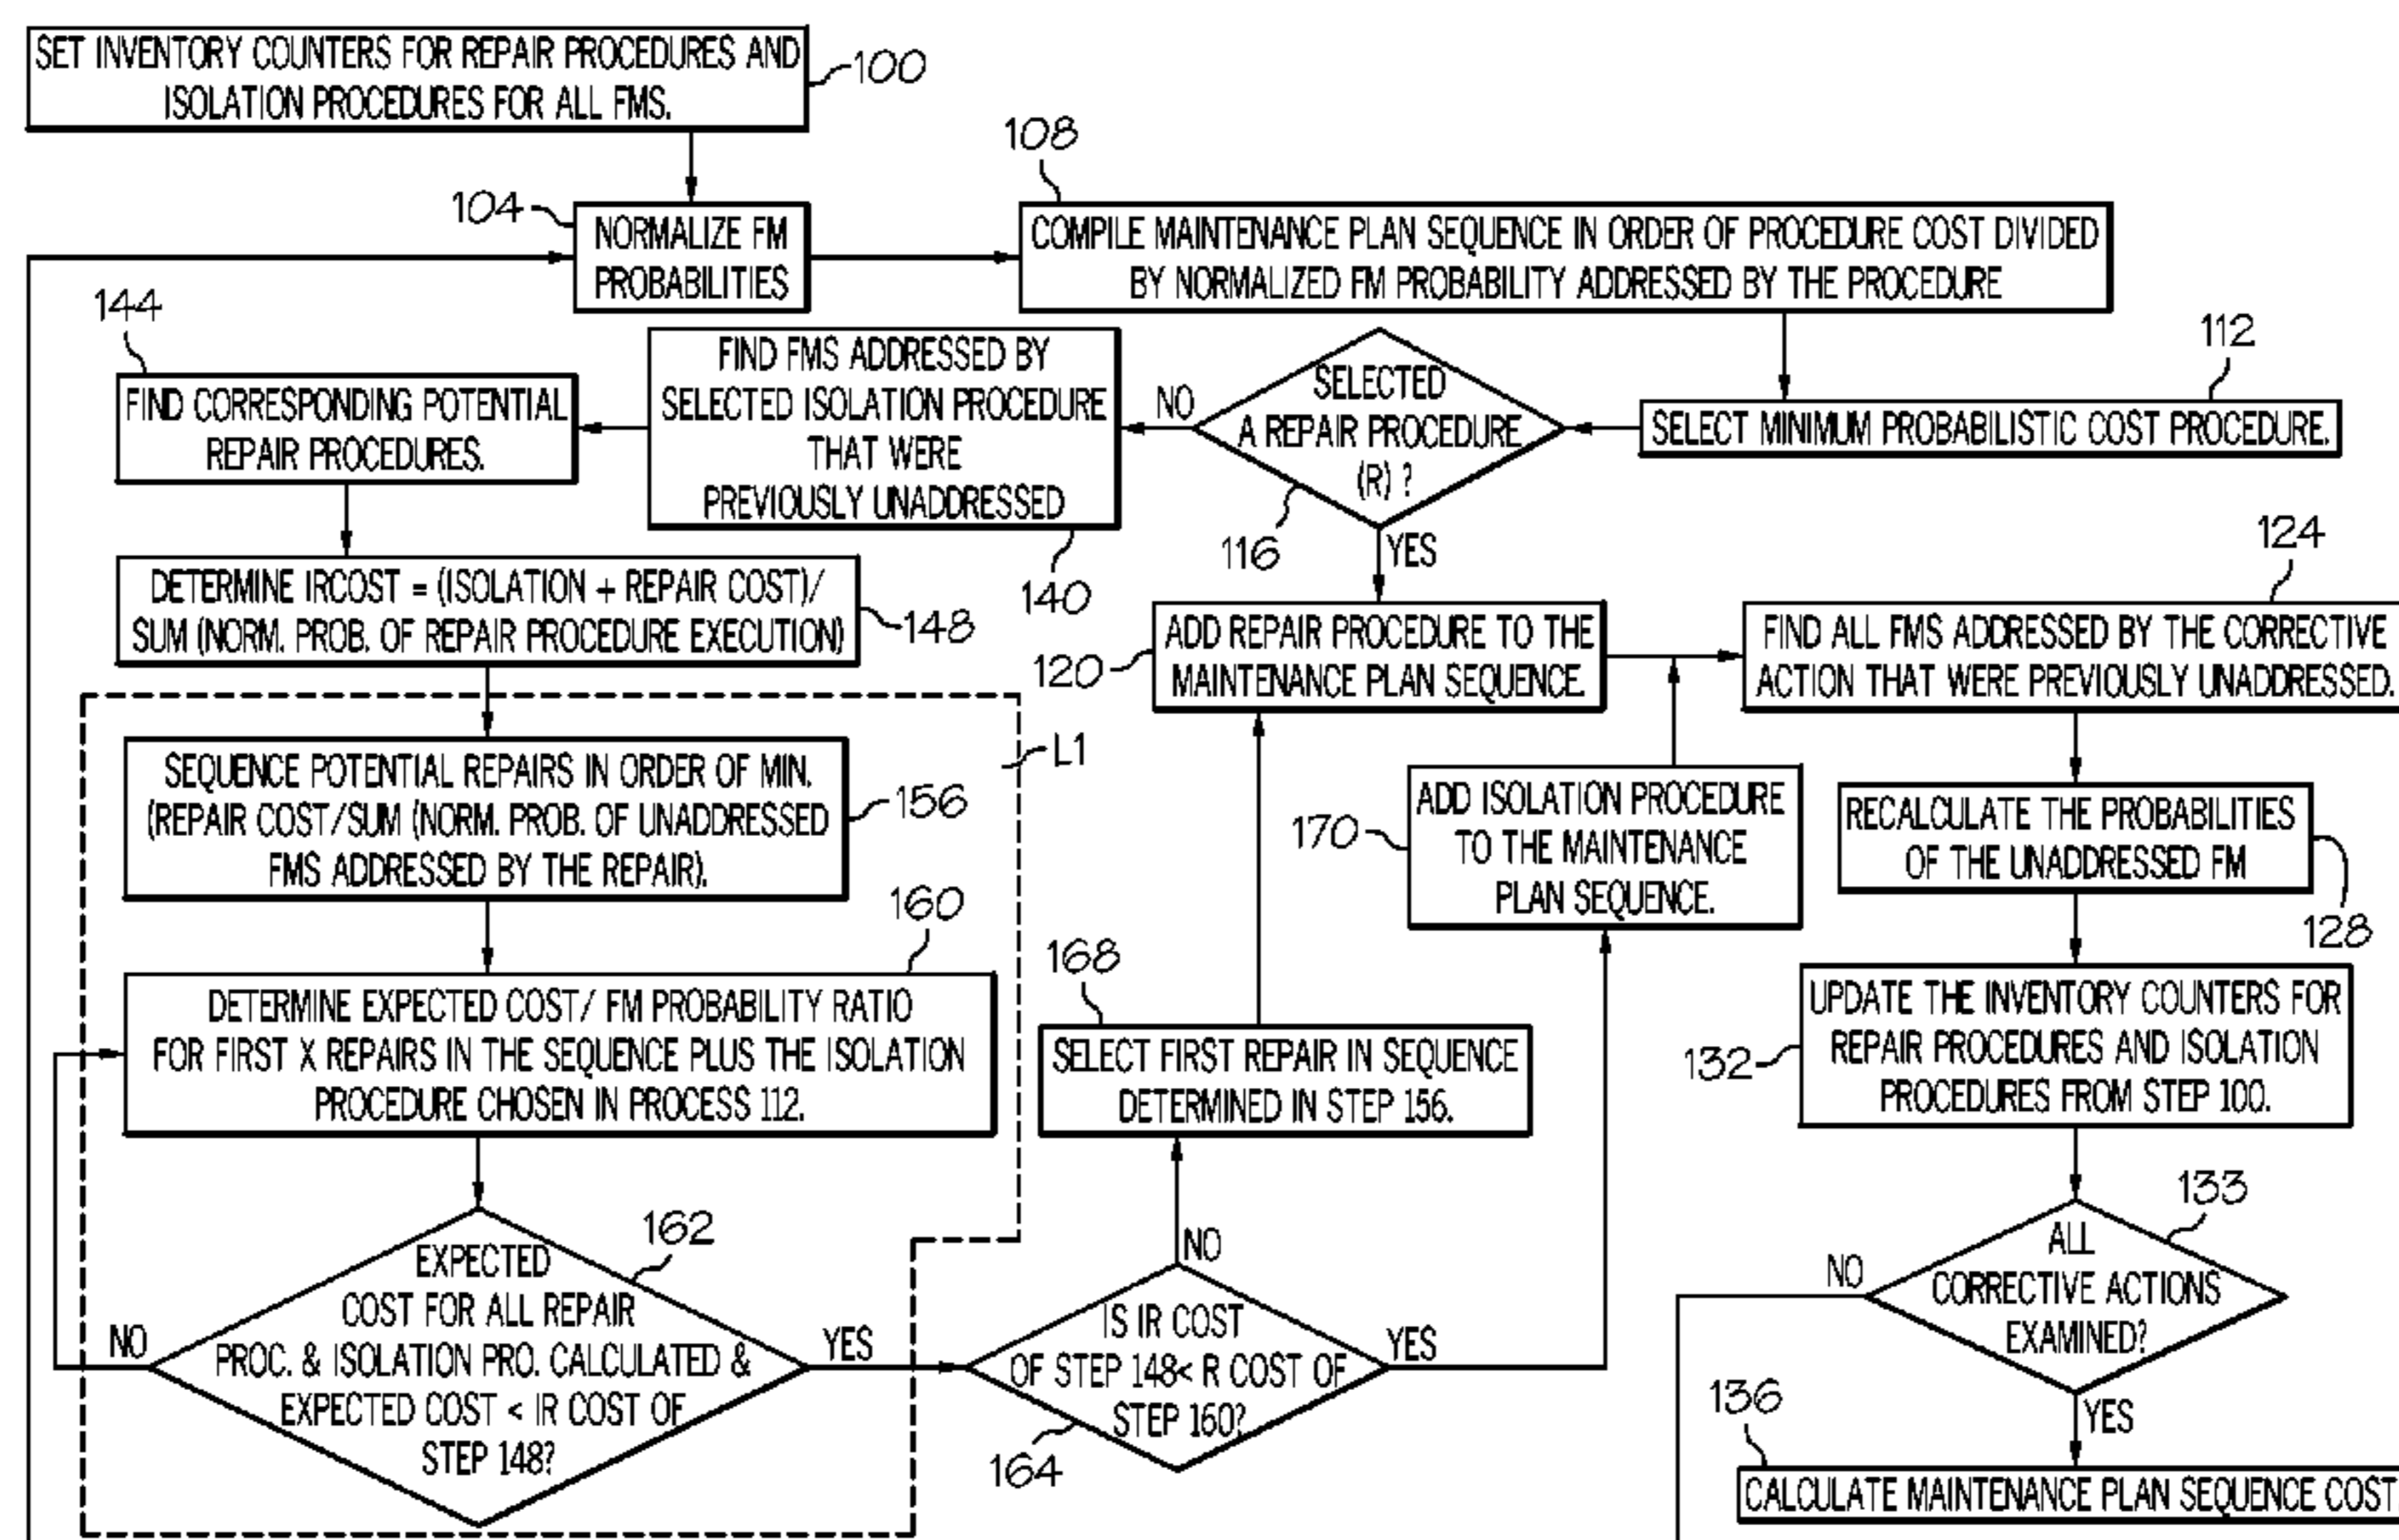 SET INVENTORY COUNTERS FOR REPAIR PROCEDURES AND
ISOLATION PROCEDURES FOR ALL FMS.
100
104
NORMALIZE FM
PROBABILITIES
108
COMPILE MAINTENANCE PLAN SEQUENCE IN ORDER OF PROCEDURE COST DIVIDED
BY NORMALIZED FM PROBABILITY ADDRESSED BY THE PROCEDURE
112
SELECT MINIMUM PROBABILISTIC COST PROCEDURE.
SELECTED
A REPAIR PROCEDURE
(R) ?
116
NO
YES
FIND FMS ADDRESSED BY
SELECTED ISOLATION PROCEDURE
THAT WERE
PREVIOUSLY UNADDRESSED
140
144
FIND CORRESPONDING POTENTIAL
REPAIR PROCEDURES.
DETERMINE IRCOST = (ISOLATION + REPAIR COST)/
SUM (NORM. PROB. OF REPAIR PROCEDURE EXECUTION)
148
L1
SEQUENCE POTENTIAL REPAIRS IN ORDER OF MIN.
(REPAIR COST/SUM (NORM. PROB. OF UNADDRESSED
FMS ADDRESSED BY THE REPAIR).
156
160
DETERMINE EXPECTED COST/ FM PROBABILITY RATIO
FOR FIRST X REPAIRS IN THE SEQUENCE PLUS THE ISOLATION
PROCEDURE CHOSEN IN PROCESS 112.
162
EXPECTED
COST FOR ALL REPAIR
PROC. & ISOLATION PRO. CALCULATED &
EXPECTED COST < IR COST OF
STEP 148?
NO
YES
IS IR COST
OF STEP 148< R COST OF
STEP 160?
164
NO
YES
168
SELECT FIRST REPAIR IN SEQUENCE
DETERMINED IN STEP 156.
170
ADD ISOLATION PROCEDURE
TO THE MAINTENANCE
PLAN SEQUENCE.
120
ADD REPAIR PROCEDURE TO THE
MAINTENANCE PLAN SEQUENCE.
124
FIND ALL FMS ADDRESSED BY THE CORRECTIVE
ACTION THAT WERE PREVIOUSLY UNADDRESSED.
RECALCULATE THE PROBABILITIES
OF THE UNADDRESSED FM
128
132
UPDATE THE INVENTORY COUNTERS FOR
REPAIR PROCEDURES AND ISOLATION
PROCEDURES FROM STEP 100.
133
ALL
CORRECTIVE ACTIONS
EXAMINED?
NO
YES
136
CALCULATE MAINTENANCE PLAN SEQUENCE COST